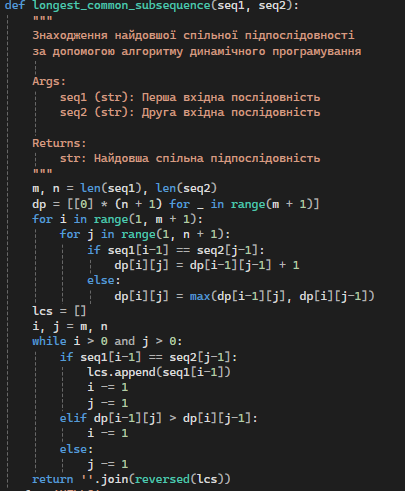 def longest_common_subsequence(seq1, seq2):
    """
    Знаходження найдовшої спільної підпослідовності
    за допомогою алгоритму динамічного програмування

    Args:
        seq1 (str): Перша вхідна послідовність
        seq2 (str): Друга вхідна послідовність

    Returns:
        str: Найдовша спільна підпослідовність
    """
    m, n = len(seq1), len(seq2)
    dp = [[0] * (n + 1) for _ in range(m + 1)]
    for i in range(1, m + 1):
        for j in range(1, n + 1):
            if seq1[i-1] == seq2[j-1]:
                dp[i][j] = dp[i-1][j-1] + 1
            else:
                dp[i][j] = max(dp[i-1][j], dp[i][j-1])
    lcs = []
    i, j = m, n
    while i > 0 and j > 0:
        if seq1[i-1] == seq2[j-1]:
            lcs.append(seq1[i-1])
            i -= 1
            j -= 1
        elif dp[i-1][j] > dp[i][j-1]:
            i -= 1
        else:
            j -= 1
    return ''.join(reversed(lcs))